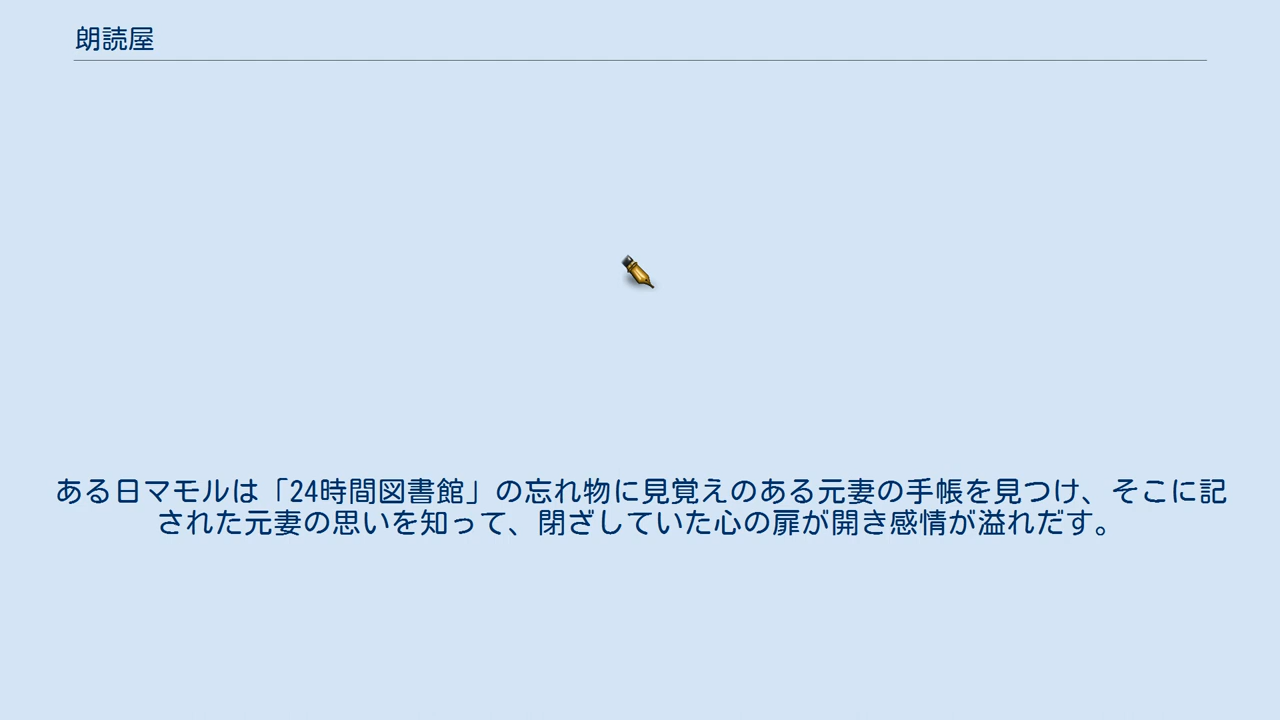 朗読屋
ある日マモルは「24時間図書館」の忘れ物に見覚えのある元妻の手帳を見つけ、そこに記
された元妻の思いを知って、閉ざしていた心の扉が開き感情が溢れだす。